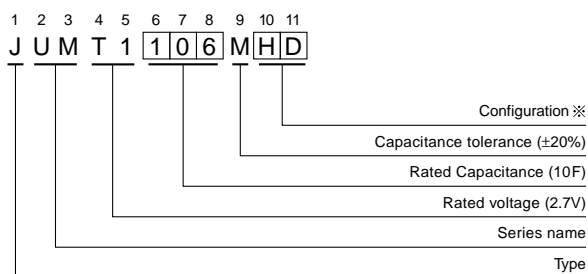 1 2 3 4 5 6 7 8 9 10 11
J U M T 1 1 0 6 M H D
Configuration ※
Capacitance tolerance (±20%)
Rated Capacitance (10F)
Rated voltage (2.7V)
Series name
Type